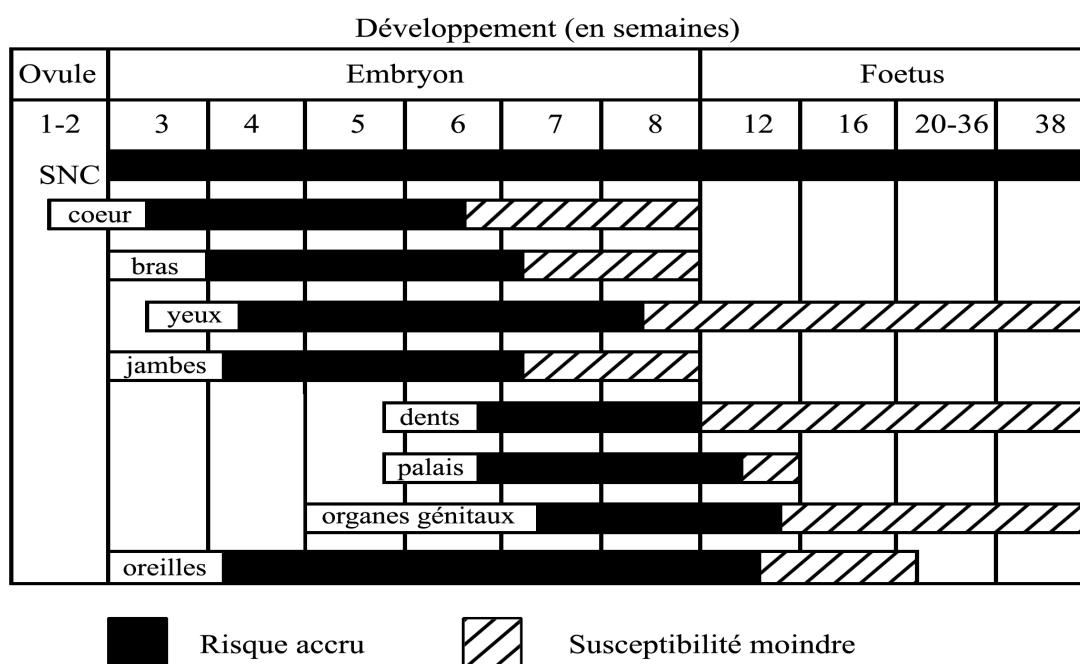 Développement (en semaines)
Ovule Embryon Foetus
1-2 3 4 5 6 7 8 12 16 20-36 38
SNC
coeur
bras
yeux
jambes
dents
palais
organes génitaux
oreilles
Risque accru Susceptibilité moindre